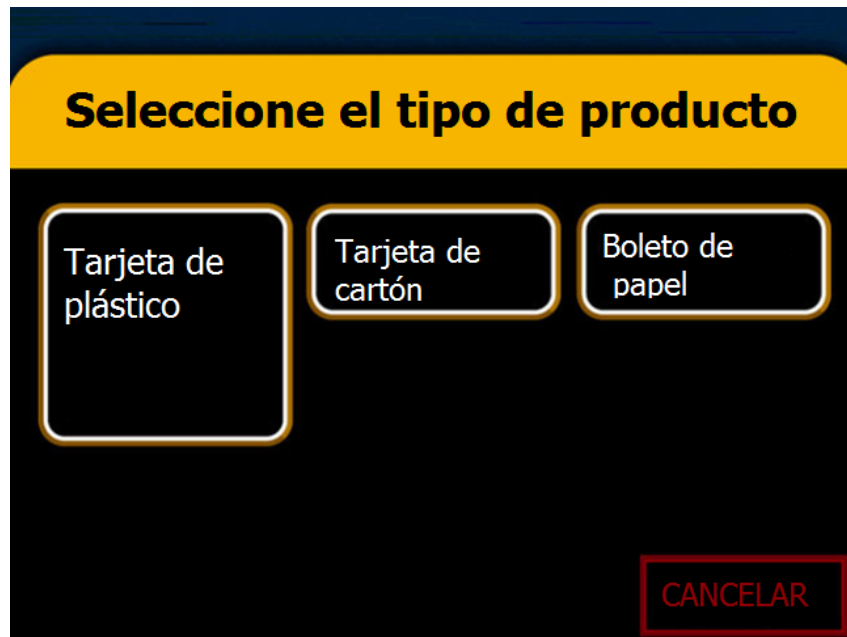 Seleccione el tipo de producto
Tarjeta de
plástico
Tarjeta de
cartón
Boleto de
papel
CANCELAR